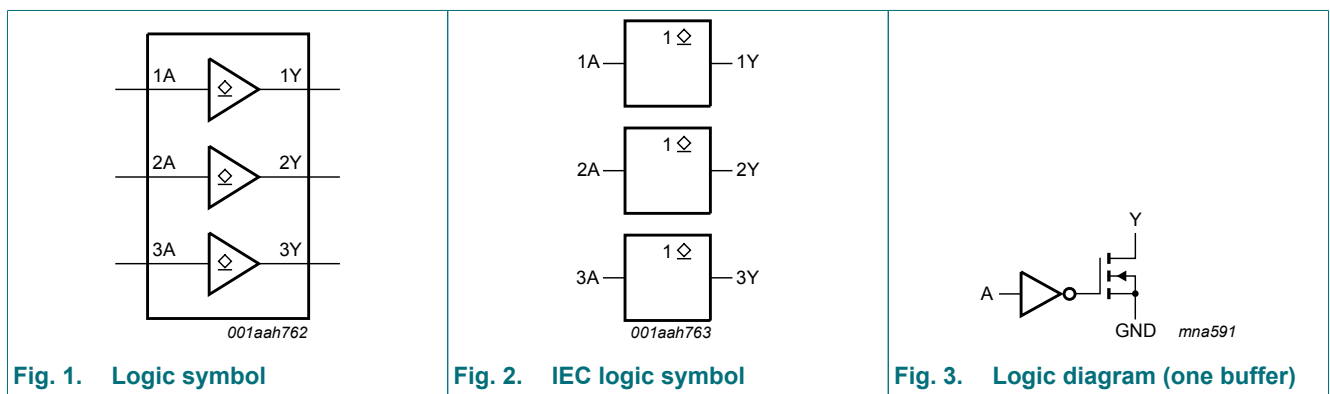 1A 1Y
2A 2Y
3A 3Y
001aah762
Fig. 1. Logic symbol
1
1A 1Y
1
2A 2Y
1
3A 3Y
001aah763
Fig. 2. IEC logic symbol
Y
A
GND mna591
Fig. 3. Logic diagram (one buffer)